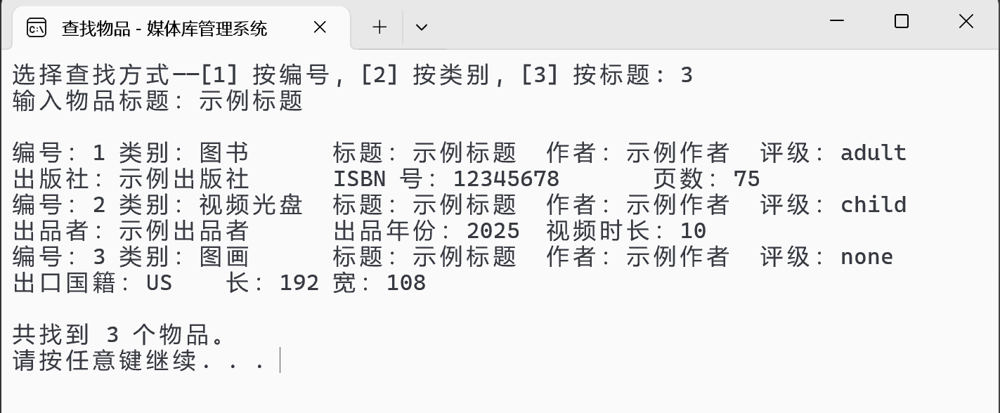 查找物品 - 媒体库管理系统
选择查找方式——[1] 按编号, [2] 按类别, [3] 按标题: 3
输入物品标题: 示例标题
编号: 1 类别: 图书 标题: 示例标题 作者: 示例作者 评级: adult
出版社: 示例出版社 ISBN 号: 12345678 页数: 75
编号: 2 类别: 视频光盘 标题: 示例标题 作者: 示例作者 评级: child
出品者: 示例出品者 出品年份: 2025 视频时长: 10
编号: 3 类别: 图画 标题: 示例标题 作者: 示例作者 评级: none
出口国籍: US 长: 192 宽: 108
共找到 3 个物品。
请按任意键继续. . .